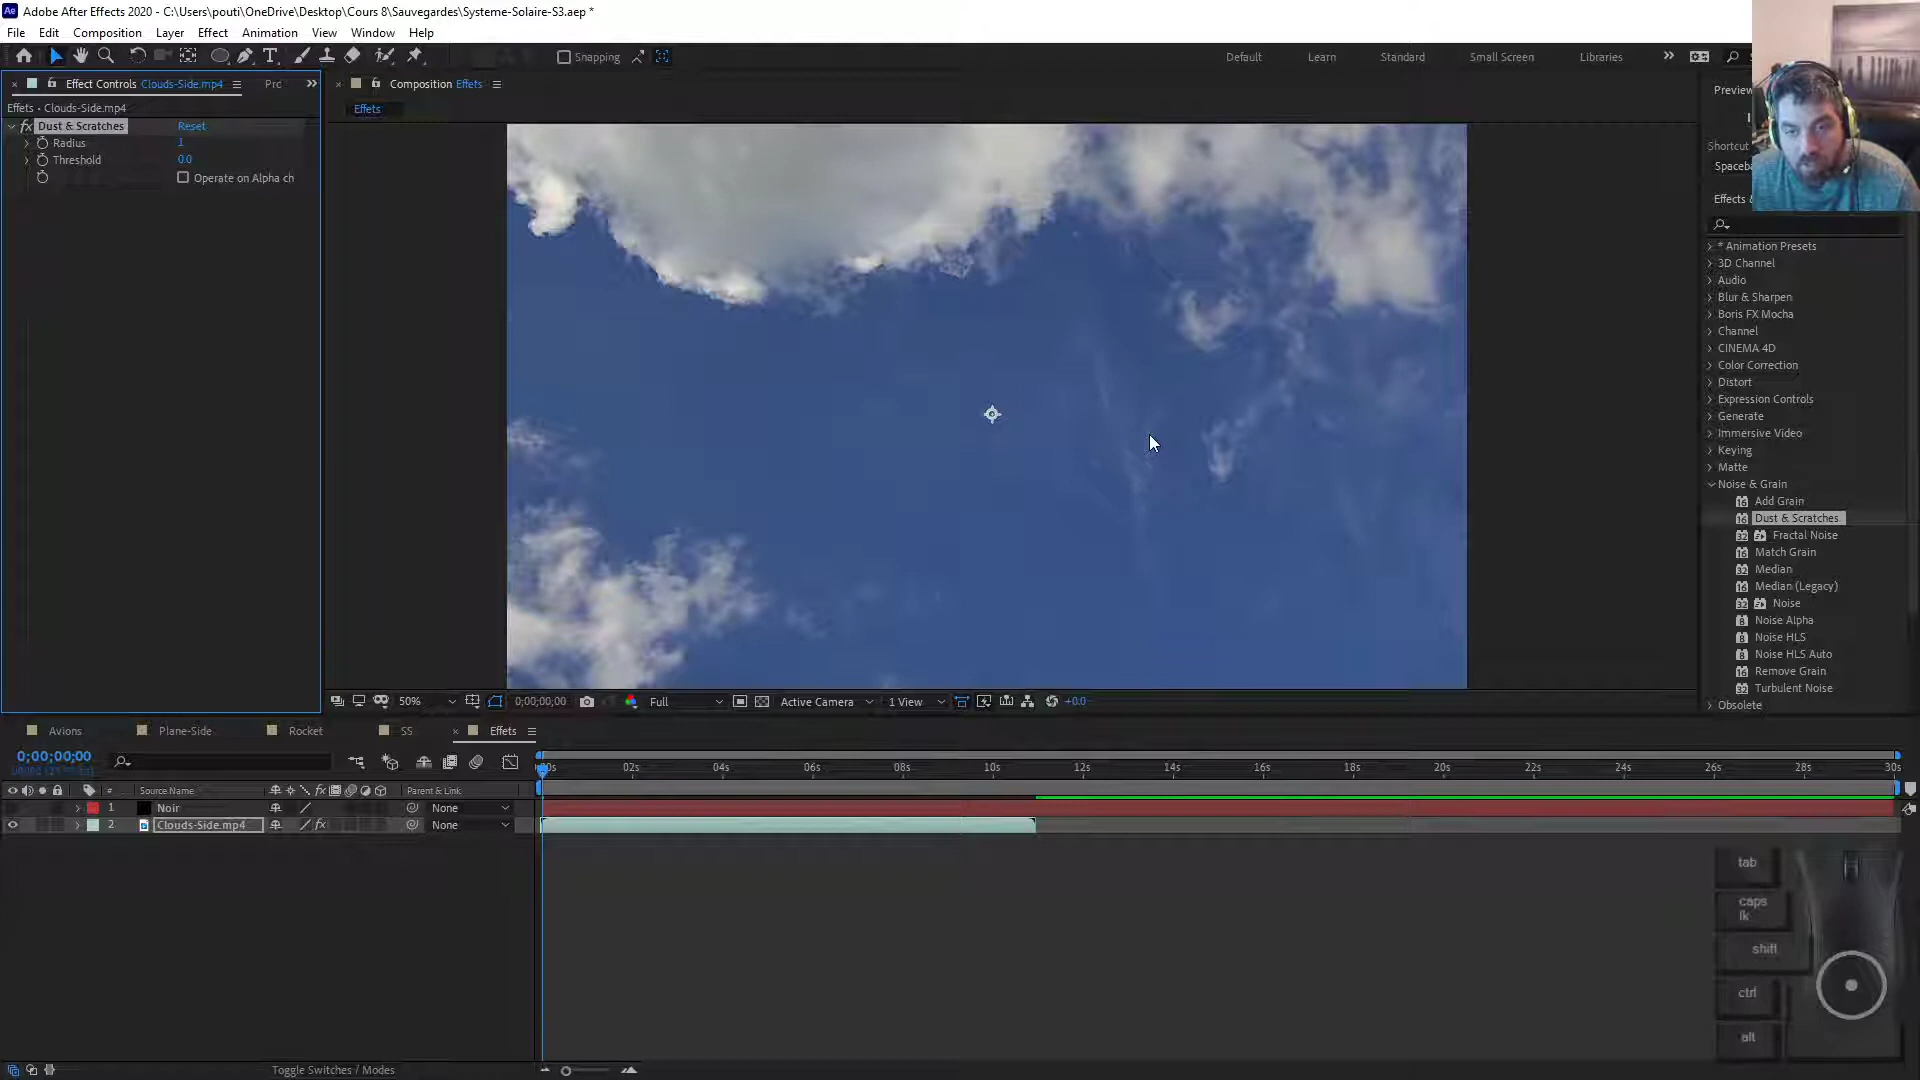 Adobe After Effects 2020 - C:\Users\pouti\OneDrive\Desktop\Cours 8\Sauvegardes\Systeme-Solaire-S3.aep *
File Edit Composition Layer Effect Animation View Window Help
Snapping
Default Learn Standard Small Screen Libraries
Effect Controls Clouds-Side.mp4
Composition Effets
Effets • Clouds-Side.mp4
Effets
Dust & Scratches Reset
Radius 1
Threshold 0.0
Operate on Alpha ch
Preview
Shortcut
Spaceba
Effects &
* Animation Presets
3D Channel
Audio
Blur & Sharpen
Boris FX Mocha
Channel
CINEMA 4D
Color Correction
Distort
Expression Controls
Generate
Immersive Video
Keying
Matte
Noise & Grain
Add Grain
Dust & Scratches
Fractal Noise
Match Grain
Median
Median (Legacy)
Noise
Noise Alpha
Noise HLS
Noise HLS Auto
Remove Grain
Turbulent Noise
Obsolete
50% 0;00;00;00 Full Active Camera 1 View +0.0
Avions Plane-Side Rocket SS Effets
0;00;00;00
02s 04s 06s 08s 10s 12s 14s 16s 18s 20s 22s 24s 26s 28s 30s
# Source Name Parent & Link
1 Noir None
2 Clouds-Side.mp4 None
Toggle Switches / Modes
tab
caps
lk
shift
ctrl
alt